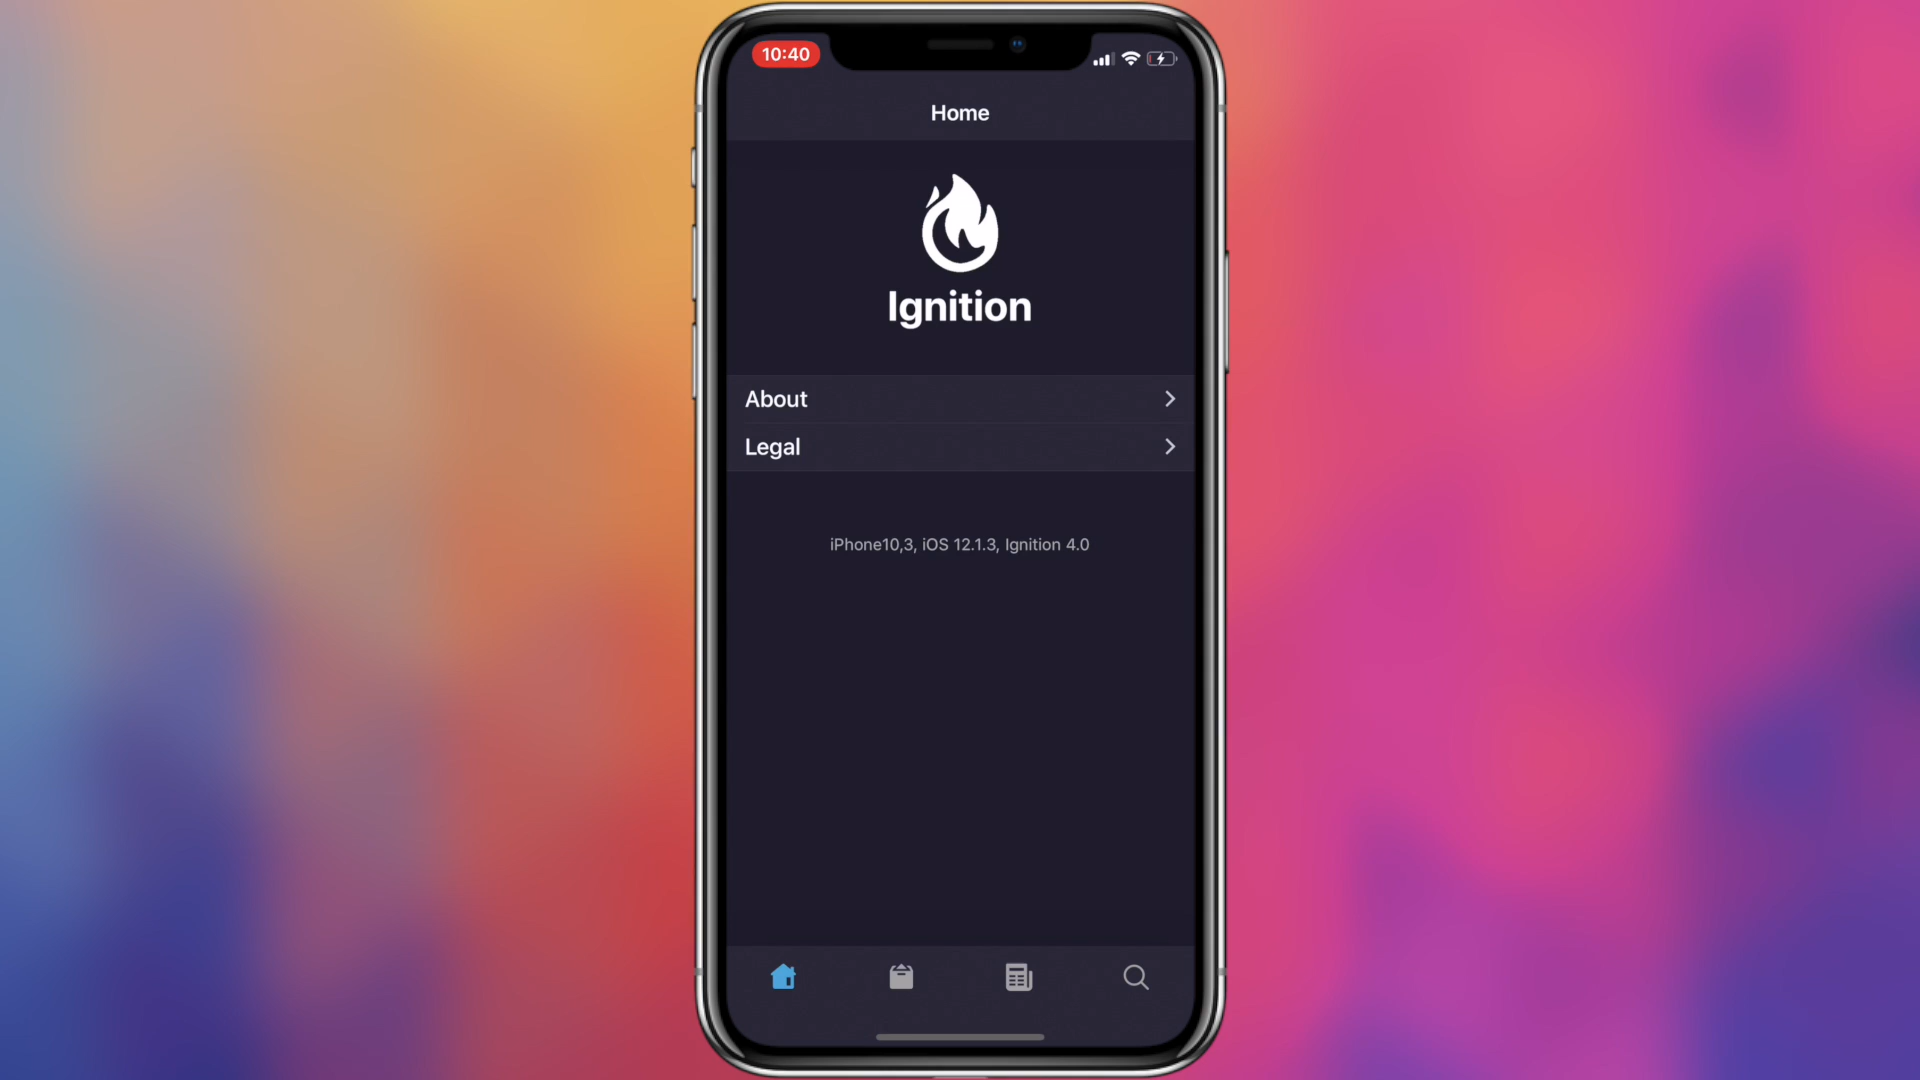 10:40
Home
Ignition
About
Legal
iPhone10,3, iOS 12.1.3, Ignition 4.0